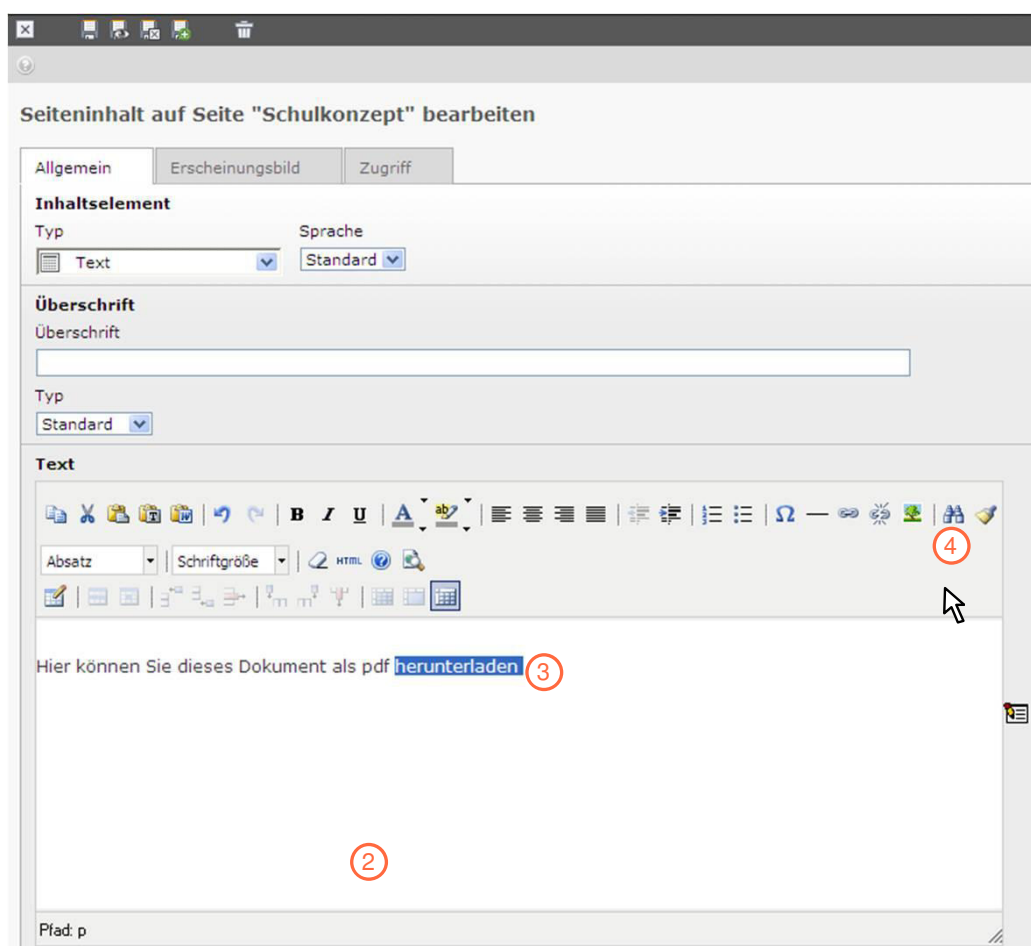 Seiteninhalt auf Seite "Schulkonzept" bearbeiten
Allgemein Erscheinungsbild Zugriff
Inhaltselement
Typ Sprache
Text Standard
Überschrift
Überschrift
Typ
Standard
Text
B I U A ab Ω
4
Absatz Schriftgröße HTML
Hier können Sie dieses Dokument als pdf herunterladen 3
2
Pfad: p